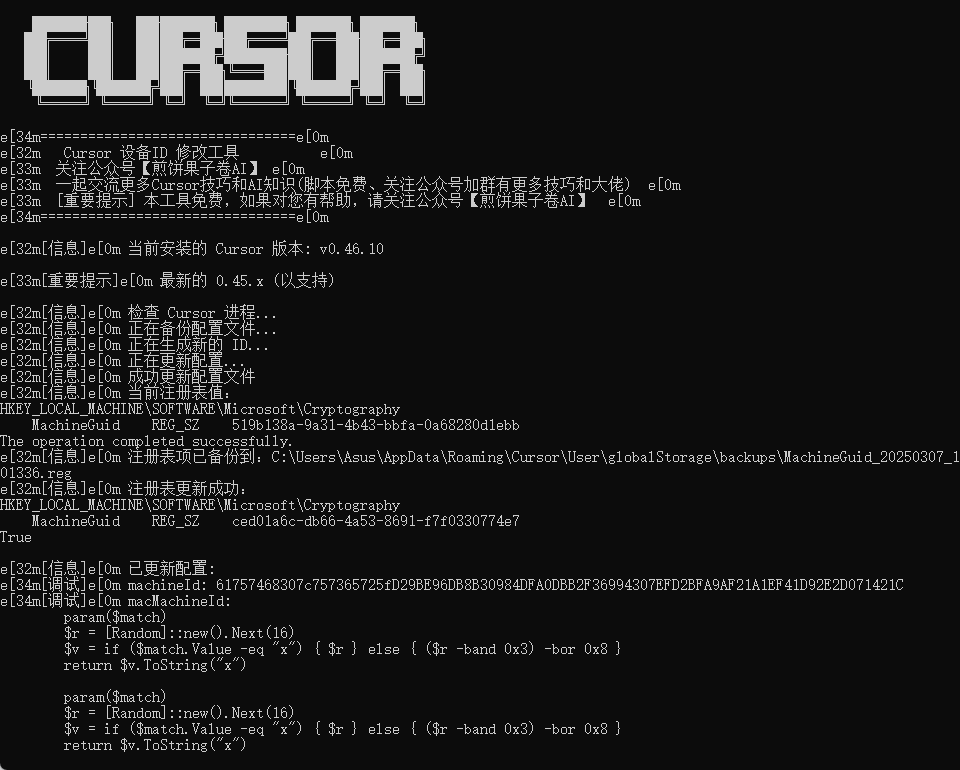 CURSOR
e[34m================================e[0m
e[32m   Cursor 设备ID 修改工具          e[0m
e[33m  关注公众号【煎饼果子卷AI】 e[0m
e[33m  一起交流更多Cursor技巧和AI知识(脚本免费、关注公众号加群有更多技巧和大佬)  e[0m
e[33m  [重要提示] 本工具免费，如果对您有帮助，请关注公众号【煎饼果子卷AI】  e[0m
e[34m================================e[0m
e[32m[信息]e[0m 当前安装的 Cursor 版本: v0.46.10
e[33m[重要提示]e[0m 最新的 0.45.x (以支持)
e[32m[信息]e[0m 检查 Cursor 进程...
e[32m[信息]e[0m 正在备份配置文件...
e[32m[信息]e[0m 正在生成新的 ID...
e[32m[信息]e[0m 正在更新配置...
e[32m[信息]e[0m 成功更新配置文件
e[32m[信息]e[0m 当前注册表值：
HKEY_LOCAL_MACHINE\SOFTWARE\Microsoft\Cryptography
    MachineGuid    REG_SZ    519b138a-9a31-4b43-bbfa-0a68280d1ebb
The operation completed successfully.
e[32m[信息]e[0m 注册表项已备份到：C:\Users\Asus\AppData\Roaming\Cursor\User\globalStorage\backups\MachineGuid_20250307_1
01336.reg
e[32m[信息]e[0m 注册表更新成功：
HKEY_LOCAL_MACHINE\SOFTWARE\Microsoft\Cryptography
    MachineGuid    REG_SZ    ced01a6c-db66-4a53-8691-f7f0330774e7
True
e[32m[信息]e[0m 已更新配置:
e[34m[调试]e[0m machineId: 61757468307c757365725fD29BE96DB8B30984DFA0DBB2F36994307EFD2BFA9AF21A1EF41D92E2D071421C
e[34m[调试]e[0m macMachineId:
        param($match)
        $r = [Random]::new().Next(16)
        $v = if ($match.Value -eq "x") { $r } else { ($r -band 0x3) -bor 0x8 }
        return $v.ToString("x")
        param($match)
        $r = [Random]::new().Next(16)
        $v = if ($match.Value -eq "x") { $r } else { ($r -band 0x3) -bor 0x8 }
        return $v.ToString("x")